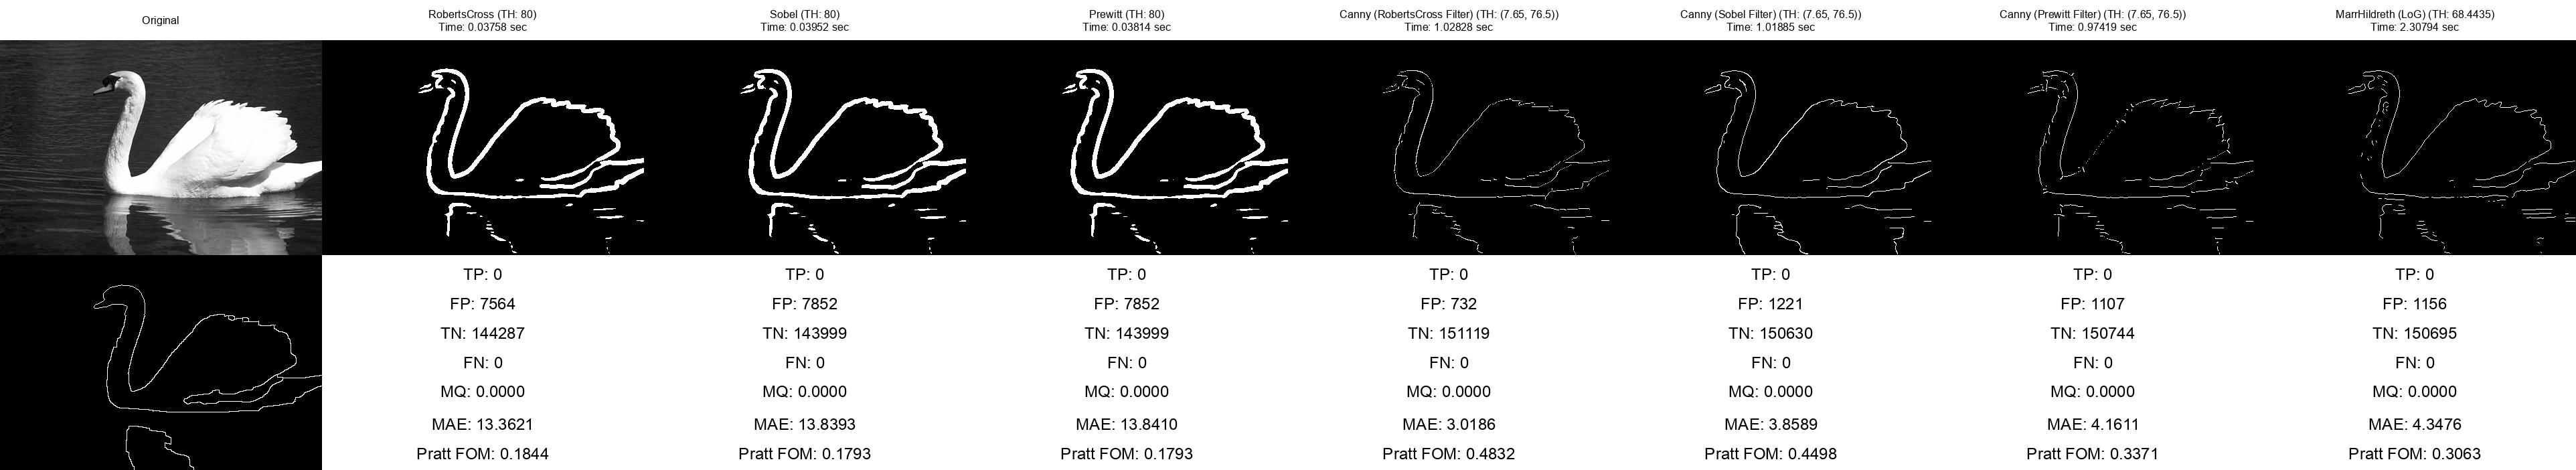 Original
RobertsCross (TH: 80)
Time: 0.03758 sec
Sobel (TH: 80)
Time: 0.03952 sec
Prewitt (TH: 80)
Time: 0.03814 sec
Canny (RobertsCross Filter) (TH: (7.65, 76.5))
Time: 1.02828 sec
Canny (Sobel Filter) (TH: (7.65, 76.5))
Time: 1.01885 sec
Canny (Prewitt Filter) (TH: (7.65, 76.5))
Time: 0.97419 sec
MarrHildreth (LoG) (TH: 68.4435)
Time: 2.30794 sec
TP: 0
FP: 7564
TN: 144287
FN: 0
MQ: 0.0000
MAE: 13.3621
Pratt FOM: 0.1844
TP: 0
FP: 7852
TN: 143999
FN: 0
MQ: 0.0000
MAE: 13.8393
Pratt FOM: 0.1793
TP: 0
FP: 7852
TN: 143999
FN: 0
MQ: 0.0000
MAE: 13.8410
Pratt FOM: 0.1793
TP: 0
FP: 732
TN: 151119
FN: 0
MQ: 0.0000
MAE: 3.0186
Pratt FOM: 0.4832
TP: 0
FP: 1221
TN: 150630
FN: 0
MQ: 0.0000
MAE: 3.8589
Pratt FOM: 0.4498
TP: 0
FP: 1107
TN: 150744
FN: 0
MQ: 0.0000
MAE: 4.1611
Pratt FOM: 0.3371
TP: 0
FP: 1156
TN: 150695
FN: 0
MQ: 0.0000
MAE: 4.3476
Pratt FOM: 0.3063